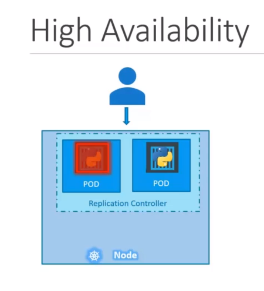 High Availability
POD
POD
Replication Controller
Node